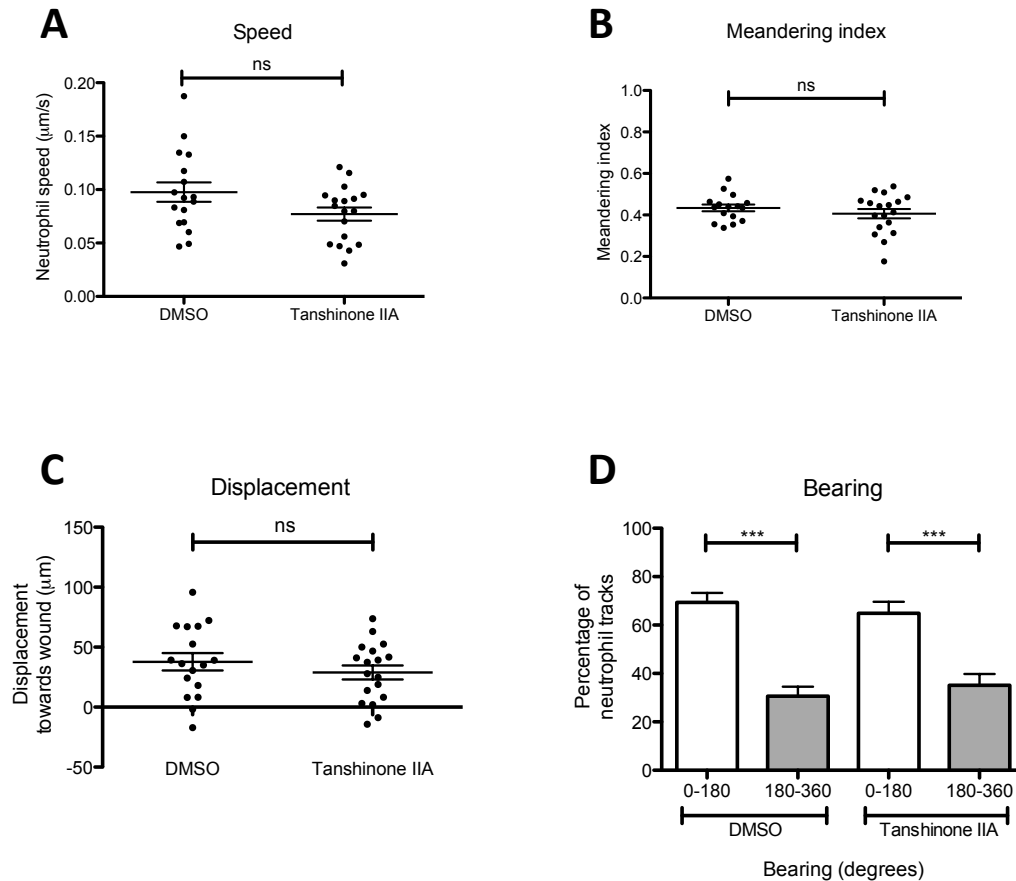 A
Speed
ns
Neutrophil speed (μm/s)
0.20
0.15
0.10
0.05
0.00
DMSO
Tanshinone IIA
B
Meandering index
ns
Meandering index
1.0
0.8
0.6
0.4
0.2
0.0
DMSO
Tanshinone IIA
C
Displacement
ns
Displacement
towards wound (μm)
150
100
50
0
-50
DMSO
Tanshinone IIA
D
Bearing
*** ***
Percentage of
neutrophil tracks
100
80
60
40
20
0
0-180 180-360 0-180 180-360
DMSO Tanshinone IIA
Bearing (degrees)